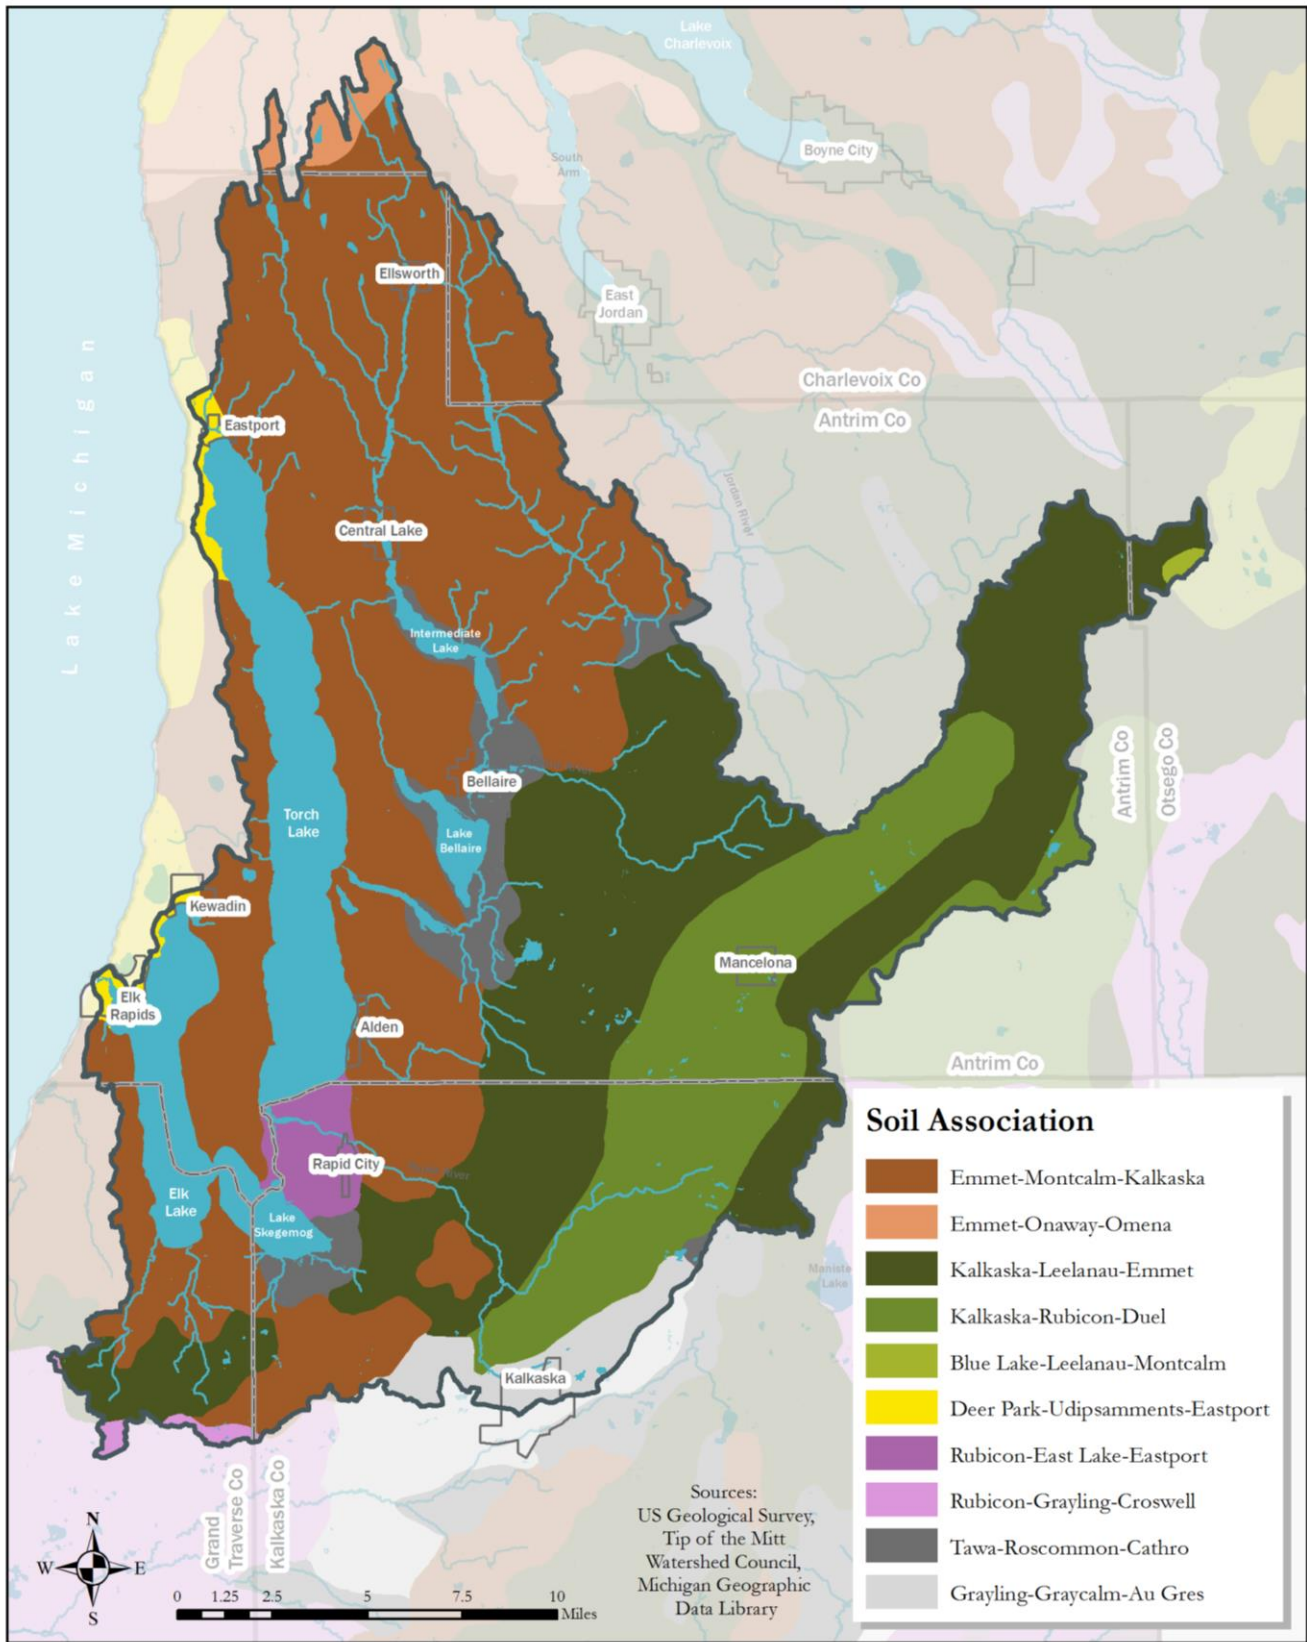 Lake
Charlevoix
Boyne City
South
Arm
Ellsworth
East
Jordan
Charlevoix Co
Antrim Co
Lake Michigan
Eastport
Jordan River
Central Lake
Intermediate
Lake
Bellaire
Antrim Co
Otsego Co
Torch
Lake
Lake
Bellaire
Kewadin
Mancelona
Elk
Rapids
Alden
Antrim Co
Rapid City
Elk
Lake
Lake
Skegemog
Kalkaska
Grand
Traverse Co
Kalkaska Co
Soil Association
Emmet-Montcalm-Kalkaska
Emmet-Onaway-Omena
Kalkaska-Leelanau-Emmet
Kalkaska-Rubicon-Duel
Blue Lake-Leelanau-Montcalm
Deer Park-Udipsamments-Eastport
Rubicon-East Lake-Eastport
Rubicon-Grayling-Croswell
Tawa-Roscommon-Cathro
Grayling-Graycalm-Au Gres
Sources:
US Geological Survey,
Tip of the Mitt
Watershed Council,
Michigan Geographic
Data Library
N
W E
S
0 1.25 2.5 5 7.5 10
Miles